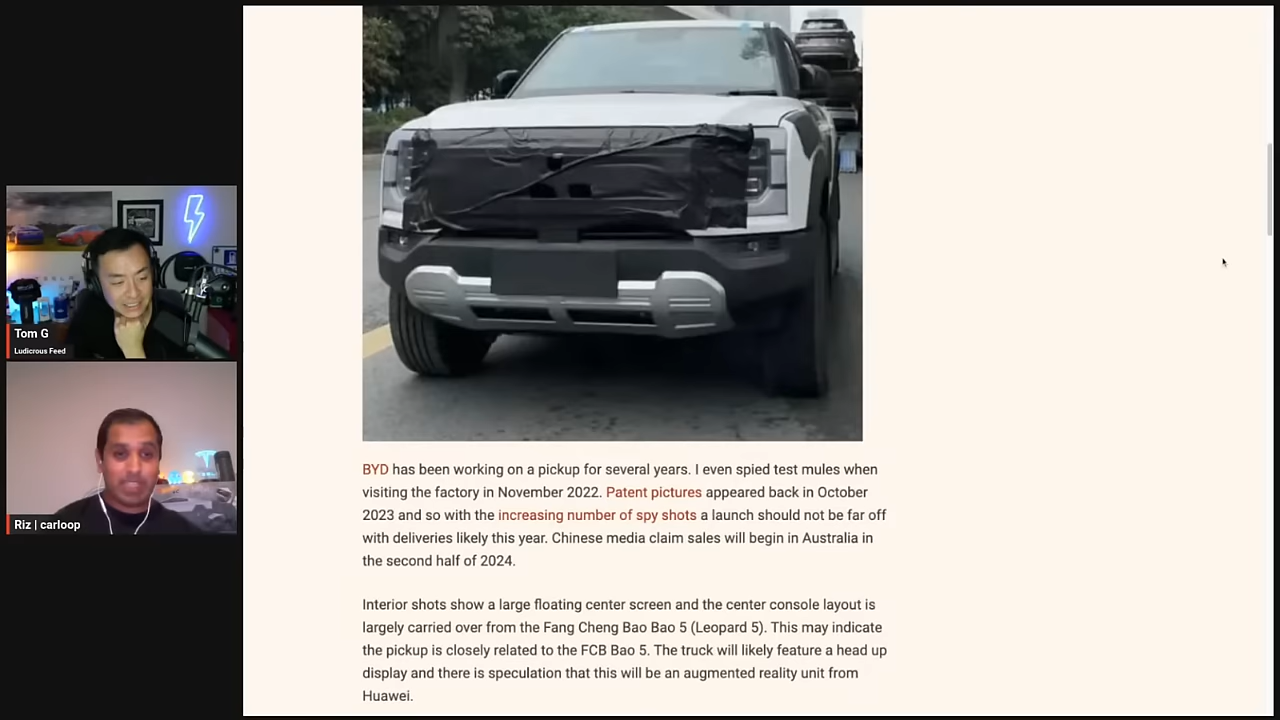 Tom G
Ludicrous Feed
Riz | carloop
BYD has been working on a pickup for several years. I even spied test mules when
visiting the factory in November 2022. Patent pictures appeared back in October
2023 and so with the increasing number of spy shots a launch should not be far off
with deliveries likely this year. Chinese media claim sales will begin in Australia in
the second half of 2024.
Interior shots show a large floating center screen and the center console layout is
largely carried over from the Fang Cheng Bao Bao 5 (Leopard 5). This may indicate
the pickup is closely related to the FCB Bao 5. The truck will likely feature a head up
display and there is speculation that this will be an augmented reality unit from
Huawei.